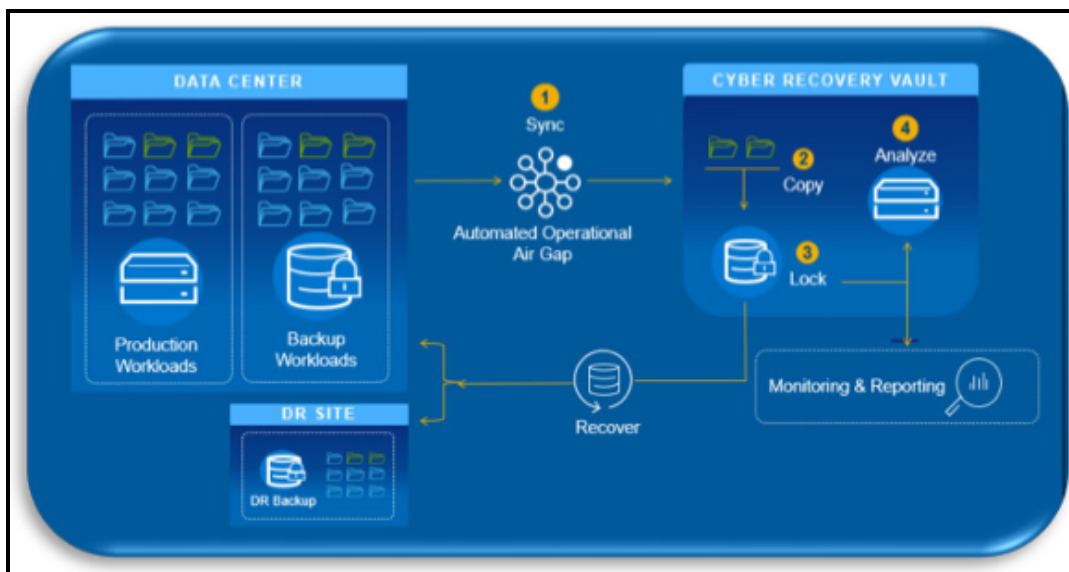 DATA CENTER
Production
Workloads
Backup
Workloads
1
Sync
Automated Operational
Air Gap
CYBER RECOVERY VAULT
2
Copy
3
Lock
4
Analyze
Monitoring & Reporting
Recover
DR SITE
DR Backup